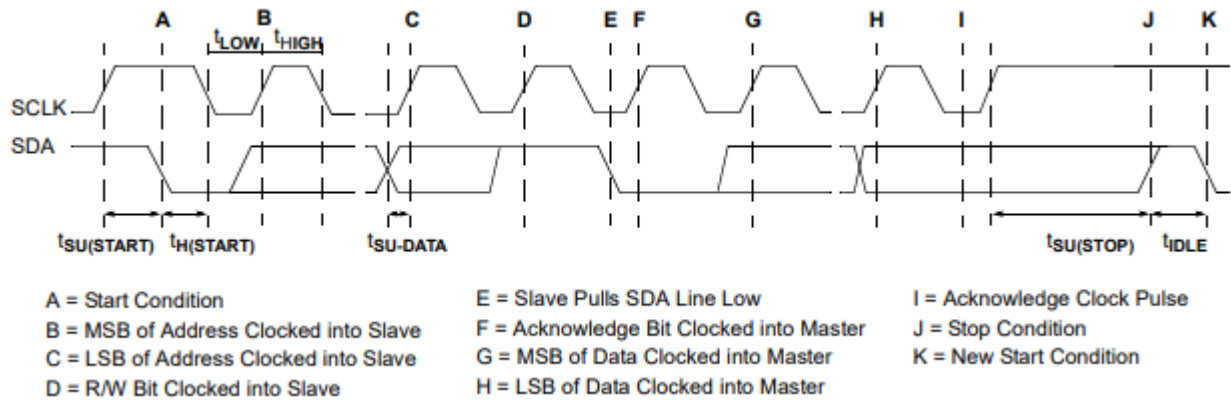 A B C D E F G H I J K
tLOW tHIGH
SCLK
SDA
tSU(START) tH(START) tSU-DATA tSU(STOP) tIDLE
A = Start Condition
B = MSB of Address Clocked into Slave
C = LSB of Address Clocked into Slave
D = R/W Bit Clocked into Slave
E = Slave Pulls SDA Line Low
F = Acknowledge Bit Clocked into Master
G = MSB of Data Clocked into Master
H = LSB of Data Clocked into Master
I = Acknowledge Clock Pulse
J = Stop Condition
K = New Start Condition